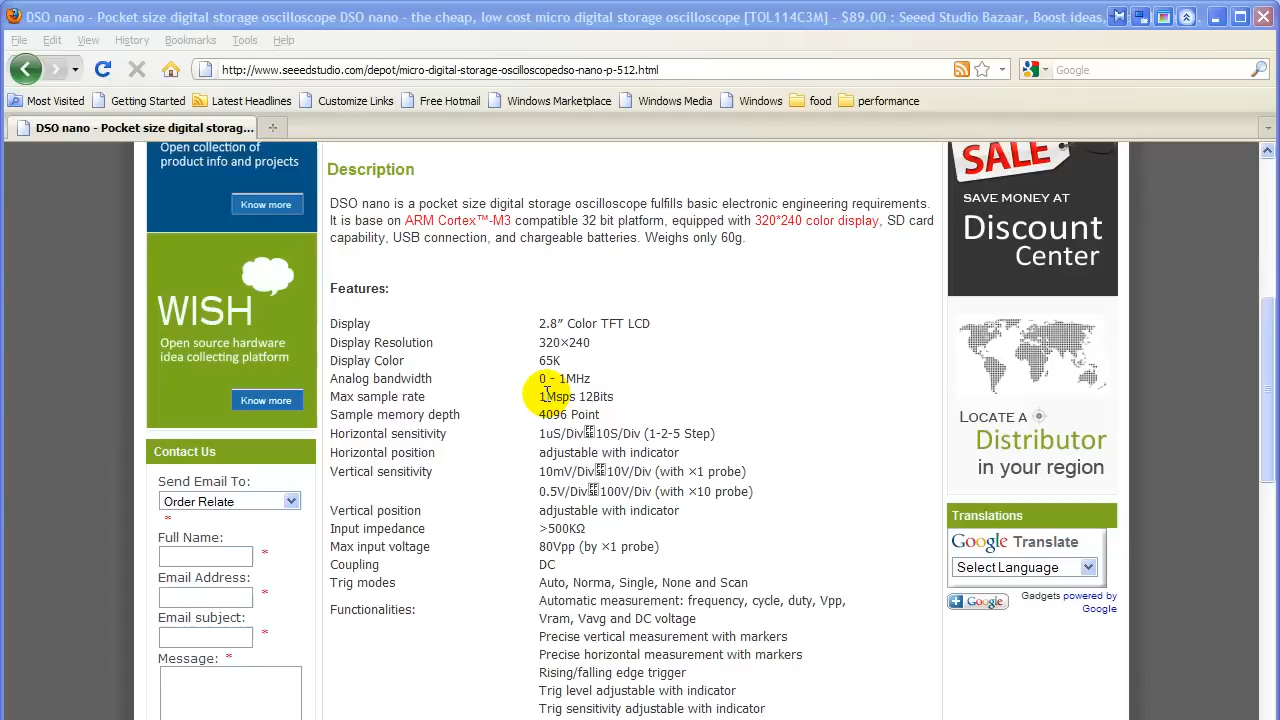 DSO nano - Pocket size digital storage oscilloscope DSO nano - the cheap, low cost micro digital storage oscilloscope [TOL114C3M] - $89.00 : Seeed Studio Bazaar, Boost ideas,
File Edit View History Bookmarks Tools Help
http://www.seeedstudio.com/depot/micro-digital-storage-oscilloscopedso-nano-p-512.html
Google
Most Visited Getting Started Latest Headlines Customize Links Free Hotmail Windows Marketplace Windows Media Windows food performance
DSO nano - Pocket size digital storag...
Open collection of
product info and projects
Know more
WISH
Open source hardware
idea collecting platform
Know more
Contact Us
Send Email To:
Order Relate
*
Full Name:
*
Email Address:
*
Email subject:
*
Message: *
Description
DSO nano is a pocket size digital storage oscilloscope fulfills basic electronic engineering requirements.
It is base on ARM Cortex™-M3 compatible 32 bit platform, equipped with 320*240 color display, SD card
capability, USB connection, and chargeable batteries. Weighs only 60g.
Features:
Display 2.8″ Color TFT LCD
Display Resolution 320×240
Display Color 65K
Analog bandwidth 0 - 1MHz
Max sample rate 1Msps 12Bits
Sample memory depth 4096 Point
Horizontal sensitivity 1uS/Div 10S/Div (1-2-5 Step)
Horizontal position adjustable with indicator
Vertical sensitivity 10mV/Div 10V/Div (with ×1 probe)
0.5V/Div 100V/Div (with ×10 probe)
Vertical position adjustable with indicator
Input impedance >500KΩ
Max input voltage 80Vpp (by ×1 probe)
Coupling DC
Trig modes Auto, Norma, Single, None and Scan
Functionalities: Automatic measurement: frequency, cycle, duty, Vpp,
Vram, Vavg and DC voltage
Precise vertical measurement with markers
Precise horizontal measurement with markers
Rising/falling edge trigger
Trig level adjustable with indicator
Trig sensitivity adjustable with indicator
SALE
SAVE MONEY AT
Discount
Center
LOCATE A
Distributor
in your region
Translations
Google Translate
Select Language
Google
Gadgets powered by
Google